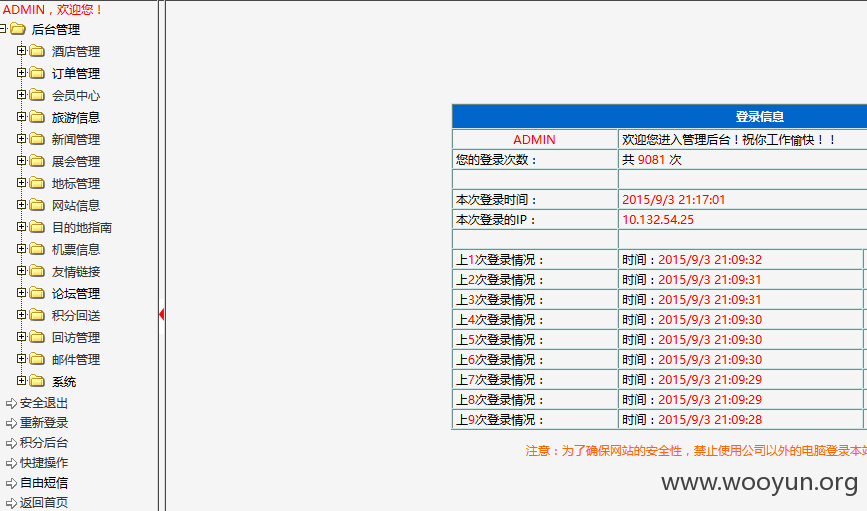 ADMIN，欢迎您！
后台管理
酒店管理
订单管理
会员中心
旅游信息
新闻管理
展会管理
地标管理
网站信息
目的地指南
机票信息
友情链接
论坛管理
积分回送
回访管理
邮件管理
系统
安全退出
重新登录
积分后台
快捷操作
自由短信
返回首页
登录信息
ADMIN 欢迎您进入管理后台！祝你工作愉快！！
您的登录次数： 共 9081 次
本次登录时间： 2015/9/3 21:17:01
本次登录的IP： 10.132.54.25
上1次登录情况： 时间：2015/9/3 21:09:32
上2次登录情况： 时间：2015/9/3 21:09:31
上3次登录情况： 时间：2015/9/3 21:09:31
上4次登录情况： 时间：2015/9/3 21:09:30
上5次登录情况： 时间：2015/9/3 21:09:30
上6次登录情况： 时间：2015/9/3 21:09:30
上7次登录情况： 时间：2015/9/3 21:09:29
上8次登录情况： 时间：2015/9/3 21:09:29
上9次登录情况： 时间：2015/9/3 21:09:28
注意：为了确保网站的安全性，禁止使用公司以外的电脑登录本
www.wooyun.org